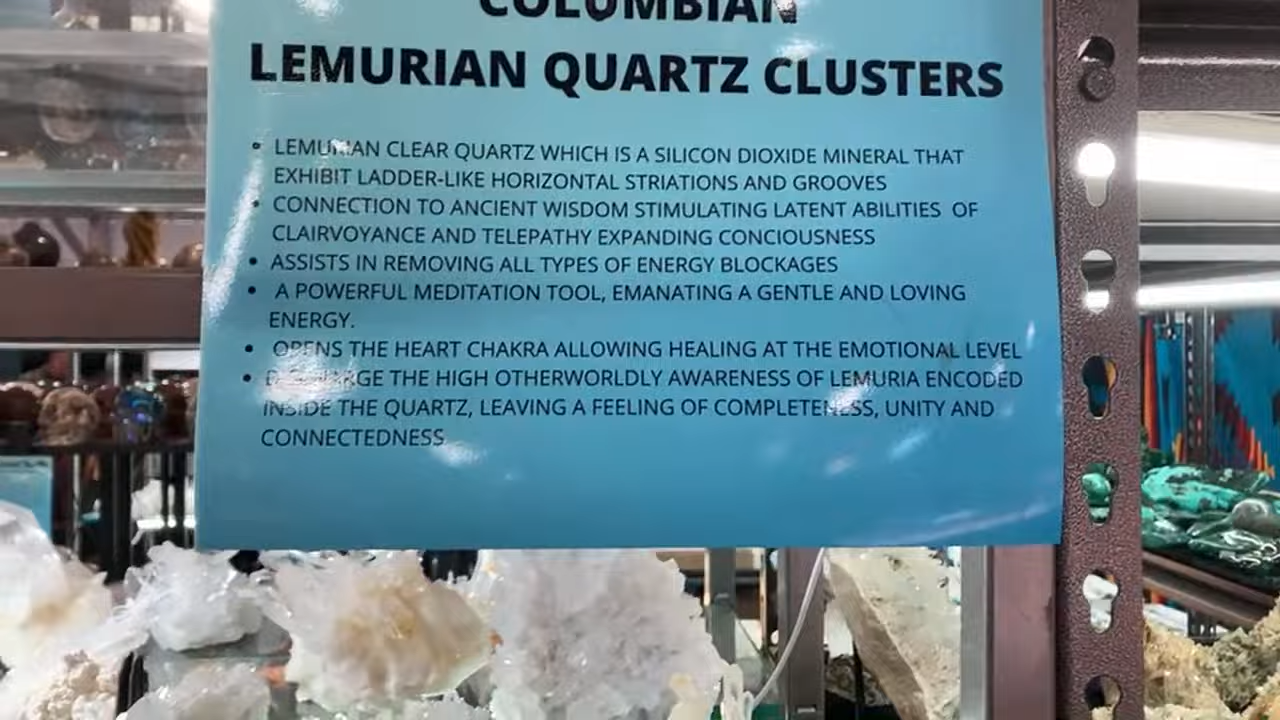 COLUMBIAN
LEMURIAN QUARTZ CLUSTERS
• LEMURIAN CLEAR QUARTZ WHICH IS A SILICON DIOXIDE MINERAL THAT
EXHIBIT LADDER-LIKE HORIZONTAL STRIATIONS AND GROOVES
• CONNECTION TO ANCIENT WISDOM STIMULATING LATENT ABILITIES OF
CLAIRVOYANCE AND TELEPATHY EXPANDING CONCIOUSNESS
• ASSISTS IN REMOVING ALL TYPES OF ENERGY BLOCKAGES
• A POWERFUL MEDITATION TOOL, EMANATING A GENTLE AND LOVING
ENERGY.
• OPENS THE HEART CHAKRA ALLOWING HEALING AT THE EMOTIONAL LEVEL
• THE HIGH OTHERWORLDLY AWARENESS OF LEMURIA ENCODED
INSIDE THE QUARTZ, LEAVING A FEELING OF COMPLETENESS, UNITY AND
CONNECTEDNESS